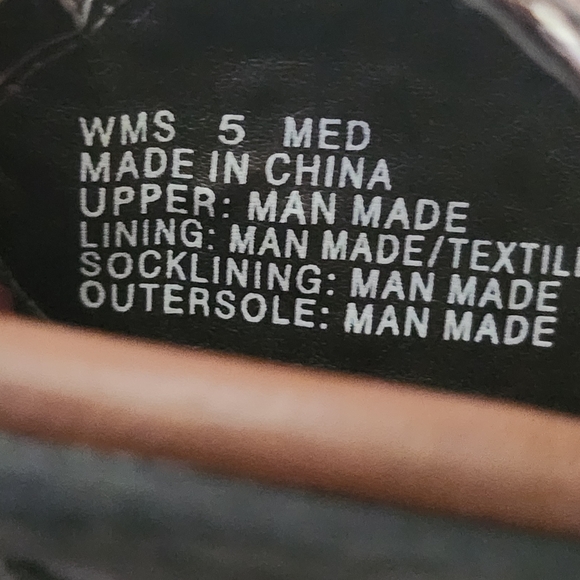 WMS 5 MED
MADE IN CHINA
UPPER: MAN MADE
LINING: MAN MADE/TEXTIL
SOCKLINING: MAN MADE
OUTERSOLE: MAN MADE